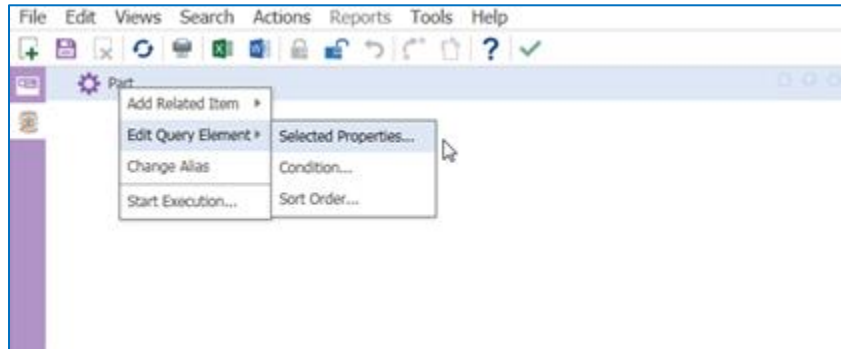 File Edit Views Search Actions Reports Tools Help
Part
Add Related Item
Edit Query Element
Selected Properties...
Change Alias
Condition...
Start Execution...
Sort Order...